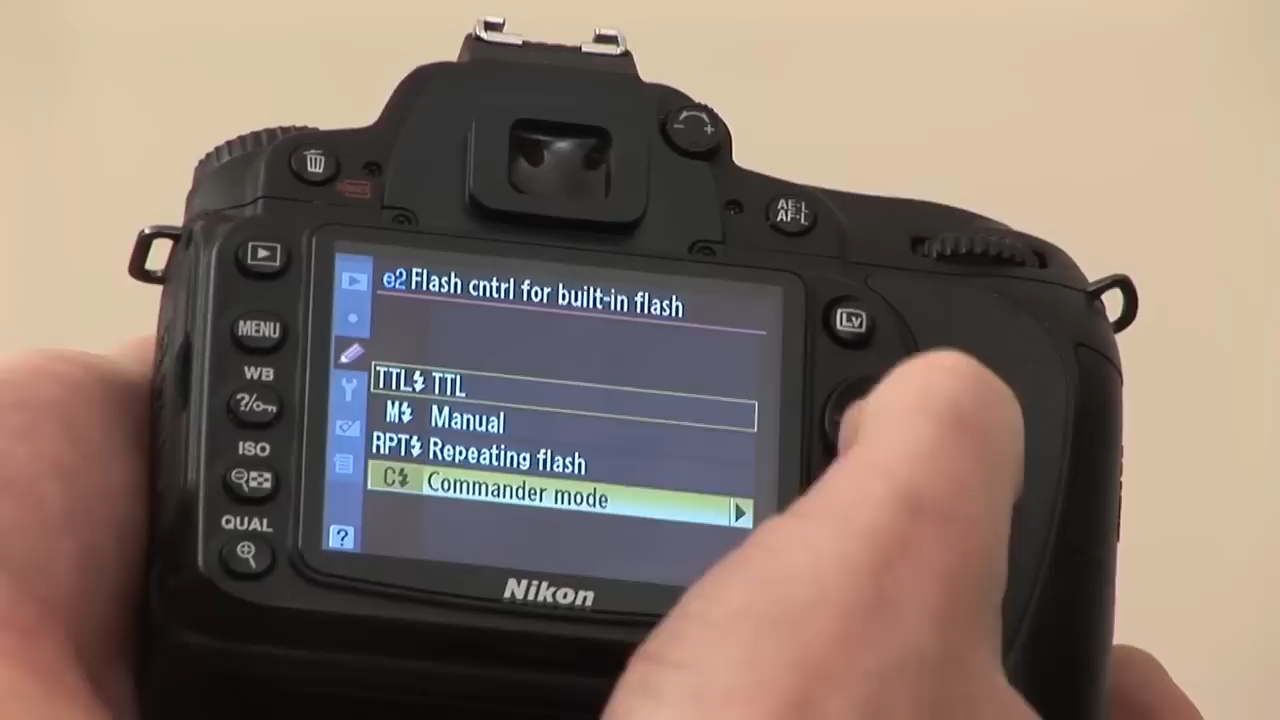 AE-L
AF-L
Lv
MENU
WB
?/
ISO
QUAL
e2 Flash cntrl for built-in flash
TTL TTL
M Manual
RPT Repeating flash
C Commander mode
?
Nikon